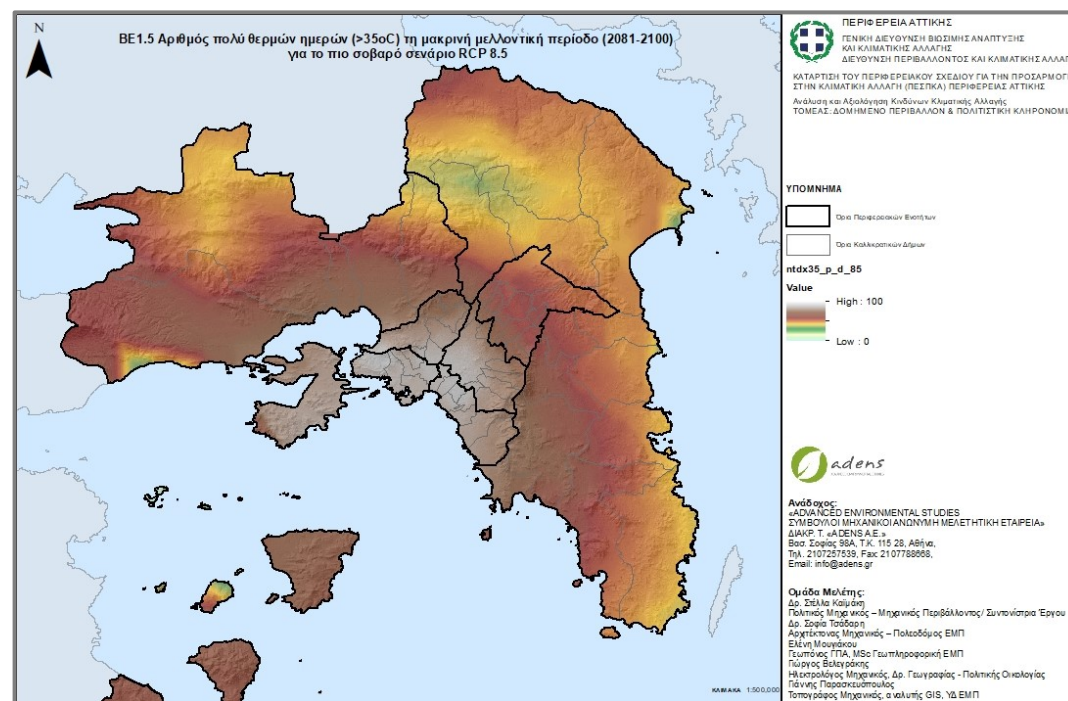 N
BE1.5 Αριθμός πολύ θερμών ημερών (>35oC) τη μακρινή μελλοντική περίοδο (2081-2100)
για το πιο σοβαρό σενάριο RCP 8.5
ΠΕΡΙΦΕΡΕΙΑ ΑΤΤΙΚΗΣ
ΓΕΝΙΚΗ ΔΙΕΥΘΥΝΣΗ ΒΙΩΣΙΜΗΣ ΑΝΑΠΤΥΞΗΣ
ΚΑΙ ΚΛΙΜΑΤΙΚΗΣ ΑΛΛΑΓΗΣ
ΔΙΕΥΘΥΝΣΗ ΠΕΡΙΒΑΛΛΟΝΤΟΣ ΚΑΙ ΚΛΙΜΑΤΙΚΗΣ ΑΛΛΑΓ
ΚΑΤΑΡΤΙΣΗ ΤΟΥ ΠΕΡΙΦΕΡΕΙΑΚΟΥ ΣΧΕΔΙΟΥ ΓΙΑ ΤΗΝ ΠΡΟΣΑΡΜΟΓ
ΣΤΗΝ ΚΛΙΜΑΤΙΚΗ ΑΛΛΑΓΗ (ΠΕΣΠΚΑ) ΠΕΡΙΦΕΡΕΙΑΣ ΑΤΤΙΚΗΣ
Ανάλυση και Αξιολόγηση Κινδύνων Κλιματικής Αλλαγής
ΤΟΜΕΑΣ: ΔΟΜΗΜΕΝΟ ΠΕΡΙΒΑΛΛΟΝ & ΠΟΛΙΤΙΣΤΙΚΗ ΚΛΗΡΟΝΟΜΙ
ΥΠΟΜΝΗΜΑ
Όρια Περιφερειακών Ενοτήτων
Όρια Καλλικρατικών Δήμων
ntdx35_p_d_85
Value
High : 100
Low : 0
adens
Ανάδοχος:
«ADVANCED ENVIRONMENTAL STUDIES
ΣΥΜΒΟΥΛΟΙ ΜΗΧΑΝΙΚΟΙ ΑΝΩΝΥΜΗ ΜΕΛΕΤΗΤΙΚΗ ΕΤΑΙΡΕΙΑ»
ΔΙΑΚΡ. Τ. «ADENS A.E.»
Βασ. Σοφίας 98Α, Τ.Κ. 115 28, Αθήνα,
Τηλ. 2107257539, Fax: 2107788668,
Email: info@adens.gr
Ομάδα Μελέτης:
Δρ. Στέλλα Καϊμάκη
Πολιτικός Μηχανικός – Μηχανικός Περιβάλλοντος/ Συντονίστρια Έργου
Δρ. Σοφία Τσάδαρη
Αρχιτέκτονας Μηχανικός – Πολεοδόμος ΕΜΠ
Ελένη Μουγιάκου
Γεωπόνος ΓΠΑ, MSc Γεωπληροφορική ΕΜΠ
Γιώργος Βελεγράκης
Ηλεκτρολόγος Μηχανικός, Δρ. Γεωγραφίας - Πολιτικής Οικολογίας
Γιάννης Παρασκευόπουλος
Τοπογράφος Μηχανικός, αναλυτής GIS, ΥΔ ΕΜΠ
ΚΛΙΜΑΚΑ 1:500,000